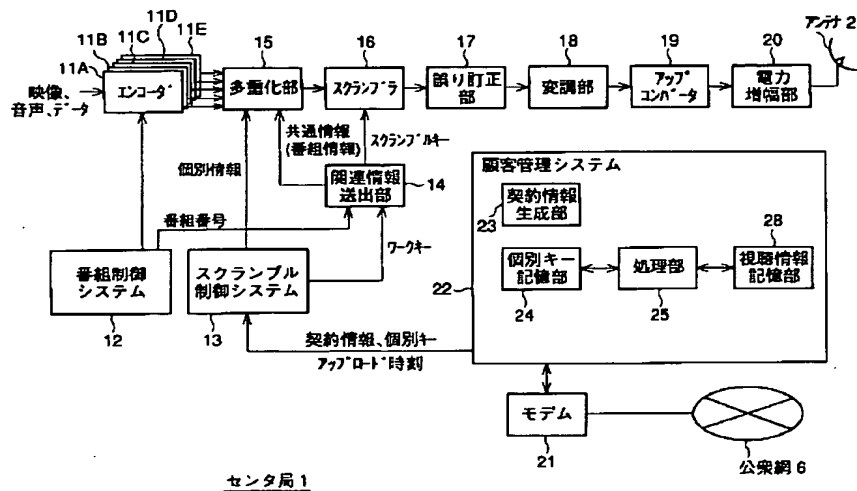 11A
11B
11C
11D
11E
15
16
17
18
19
20
アンテナ 2
映像、
音声、データ
エンコーダ
多重化部
スクランブラ
誤り訂正
部
変調部
アップ
コンバータ
電力
増幅部
個別情報
共通情報
(番組情報)
スクランブルキー
関連情報
送出部
14
番組番号
ワークキー
番組制御
システム
12
スクランブル
制御システム
13
契約情報、個別キー
アップロード時刻
顧客管理システム
22
契約情報
生成部
23
個別キー
記憶部
24
処理部
25
視聴情報
記憶部
28
モデム
21
公衆網 6
センタ局 1